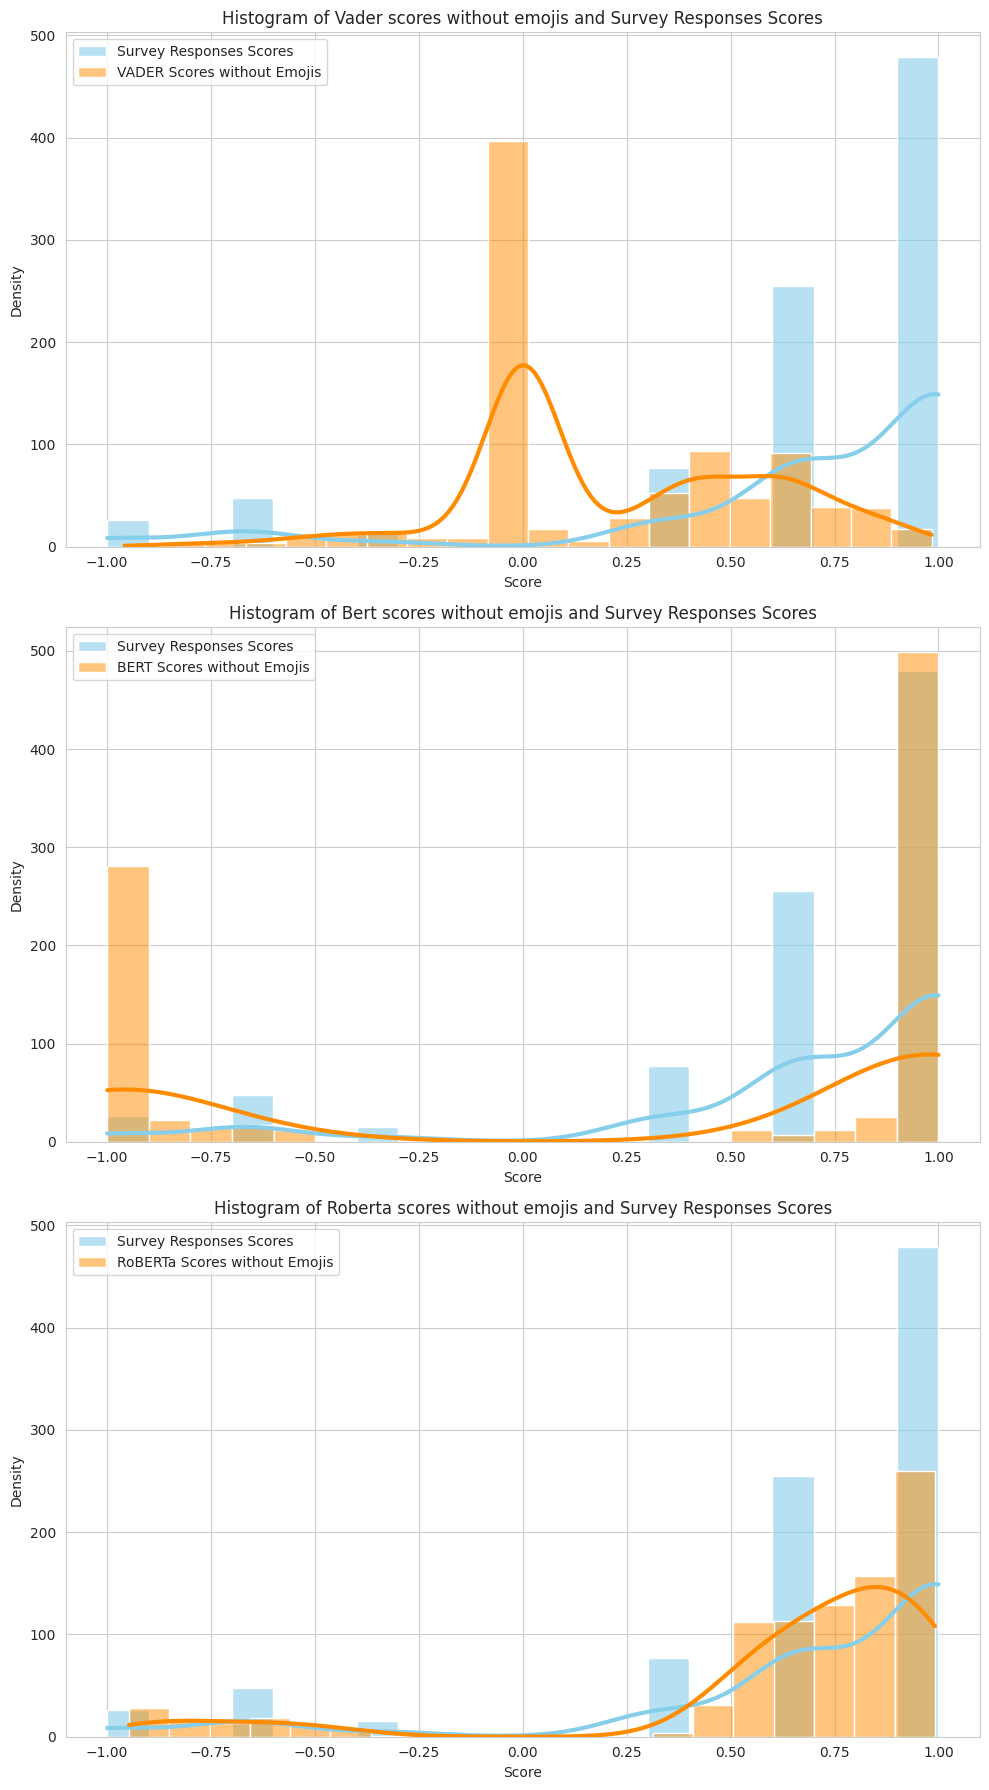 Histogram of Vader scores without emojis and Survey Responses Scores
Survey Responses Scores
VADER Scores without Emojis
500
400
300
200
100
0
Density
−1.00 −0.75 −0.50 −0.25 0.00 0.25 0.50 0.75 1.00
Score
Histogram of Bert scores without emojis and Survey Responses Scores
Survey Responses Scores
BERT Scores without Emojis
500
400
300
200
100
0
Density
−1.00 −0.75 −0.50 −0.25 0.00 0.25 0.50 0.75 1.00
Score
Histogram of Roberta scores without emojis and Survey Responses Scores
Survey Responses Scores
RoBERTa Scores without Emojis
500
400
300
200
100
0
Density
−1.00 −0.75 −0.50 −0.25 0.00 0.25 0.50 0.75 1.00
Score